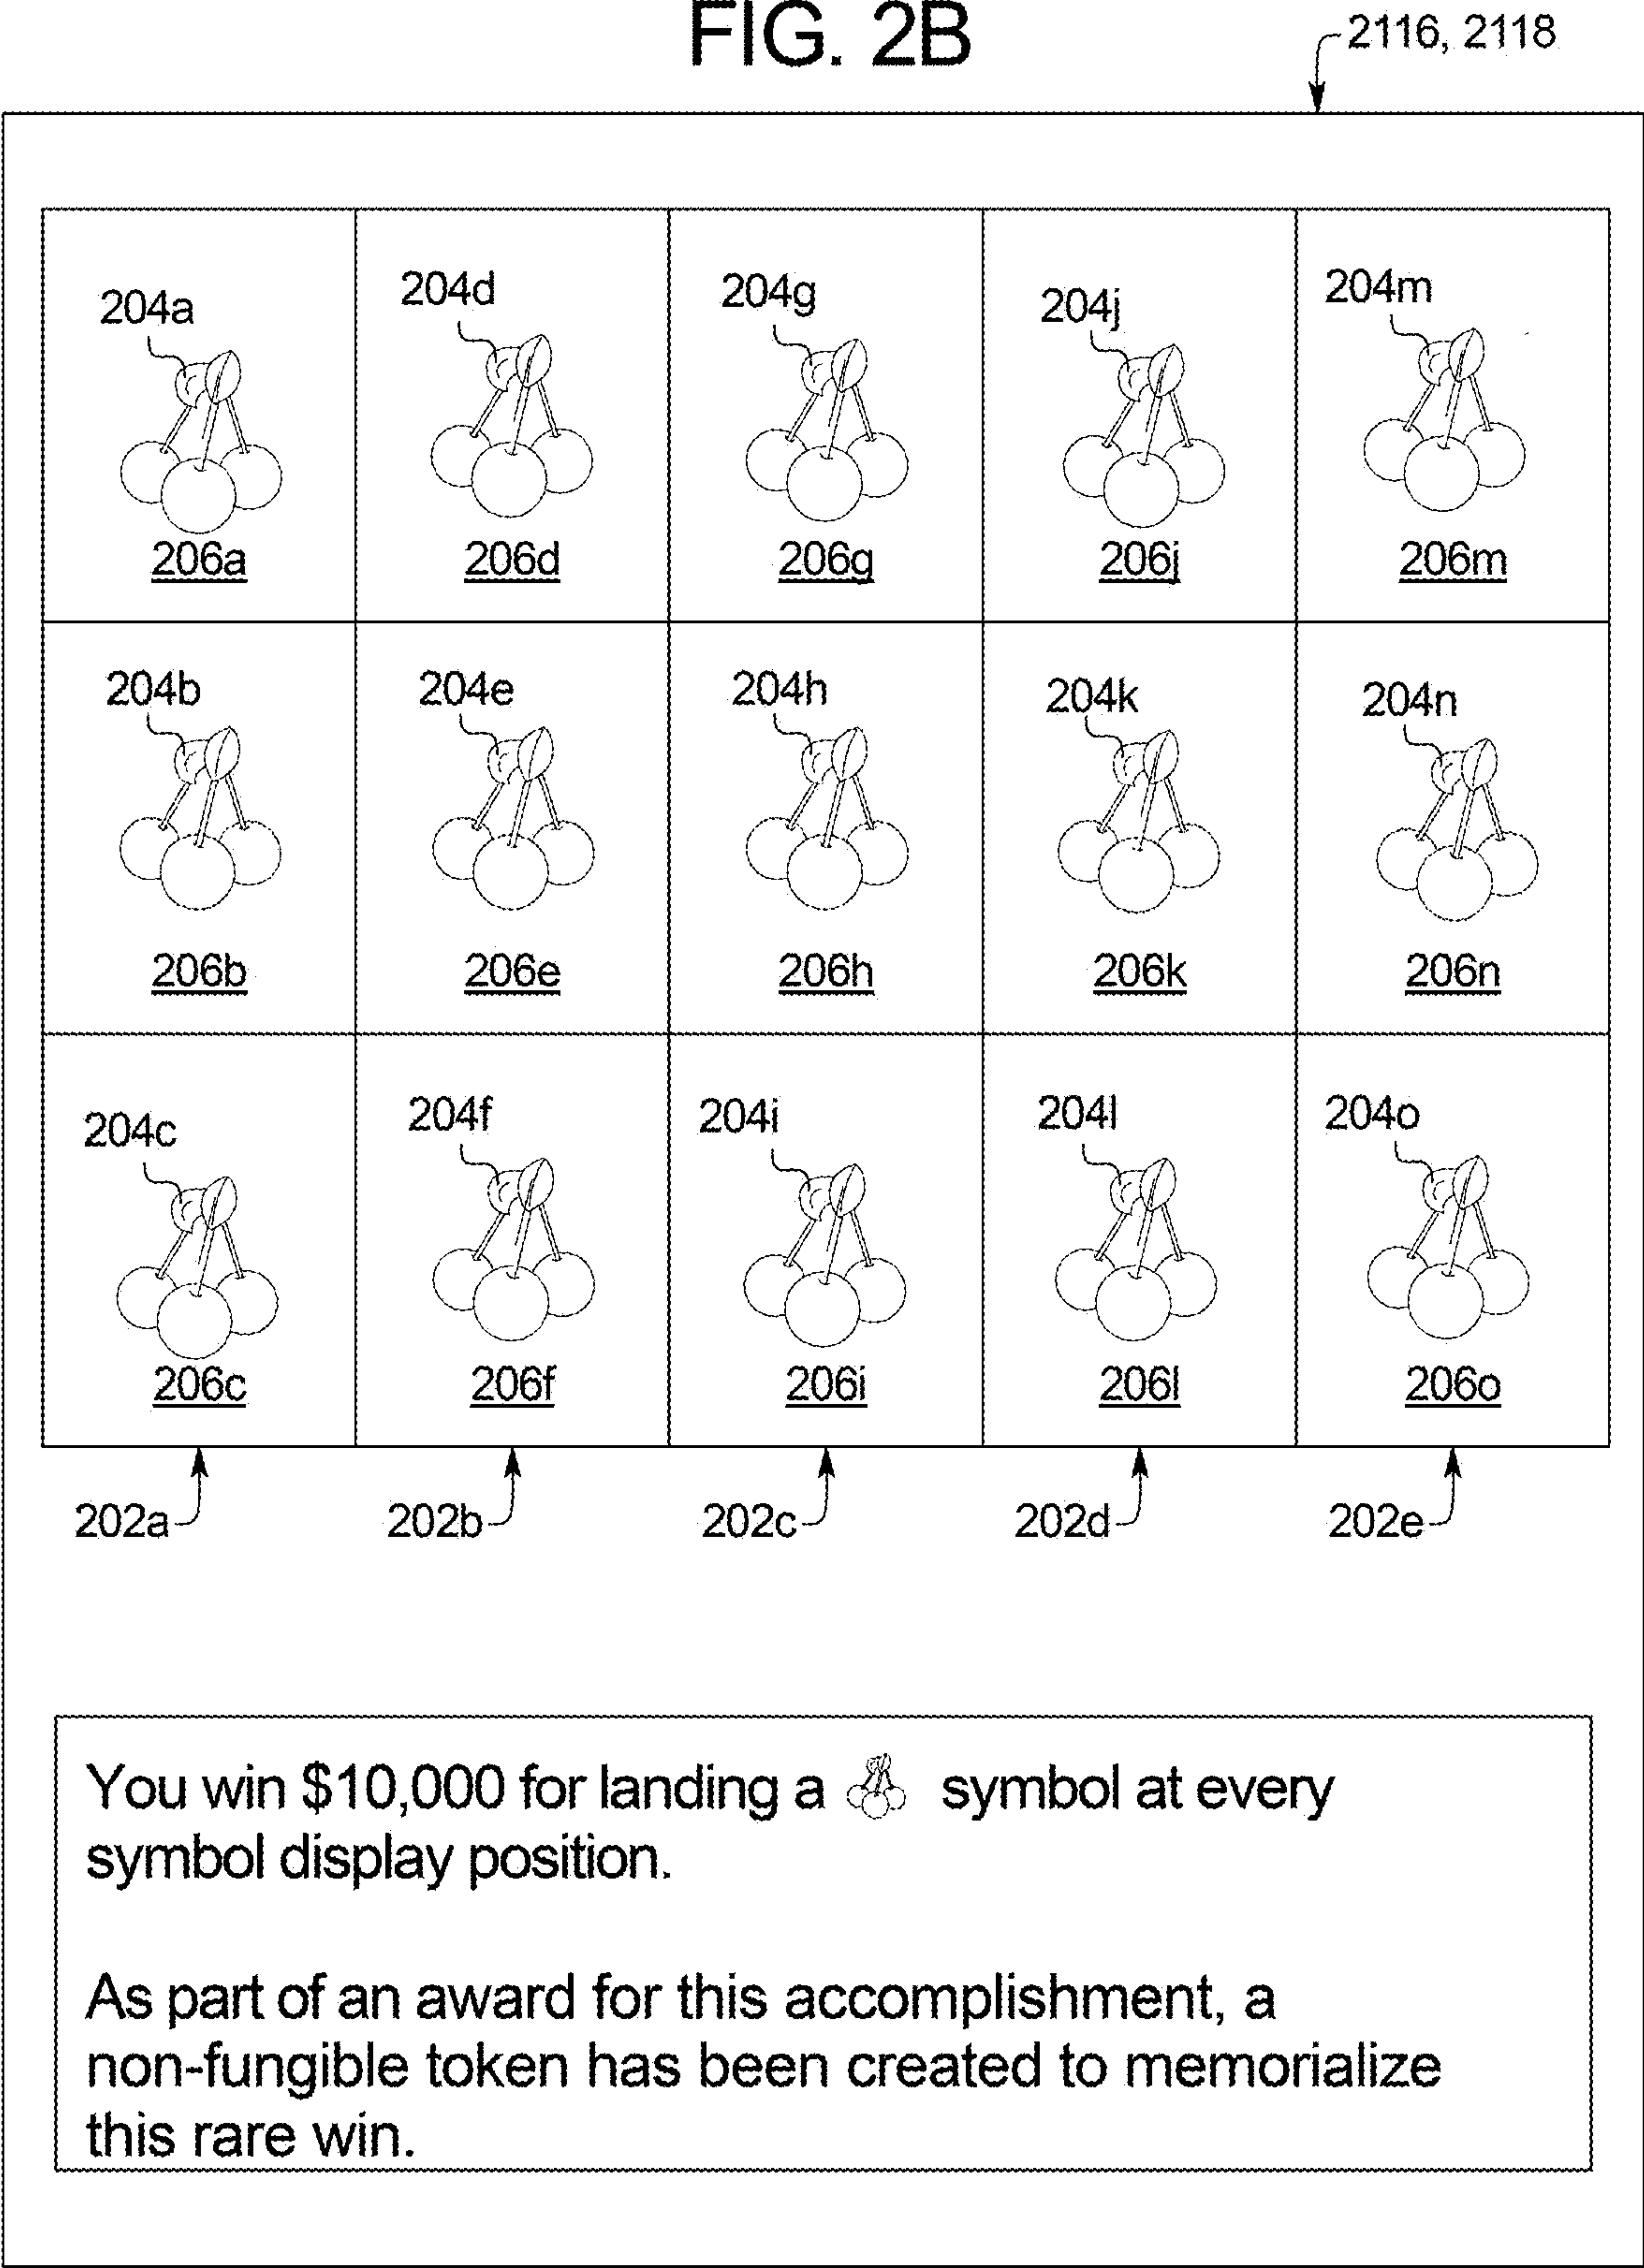 FIG. 2B
2116, 2118
204a 204d 204g 204j 204m
206a 206d 206g 206j 206m
204b 204e 204h 204k 204n
206b 206e 206h 206k 206n
204c 204f 204i 204l 204o
206c 206f 206i 206l 206o
202a 202b 202c 202d 202e
You win $10,000 for landing a symbol at every
symbol display position.
As part of an award for this accomplishment, a
non-fungible token has been created to memorialize
this rare win.